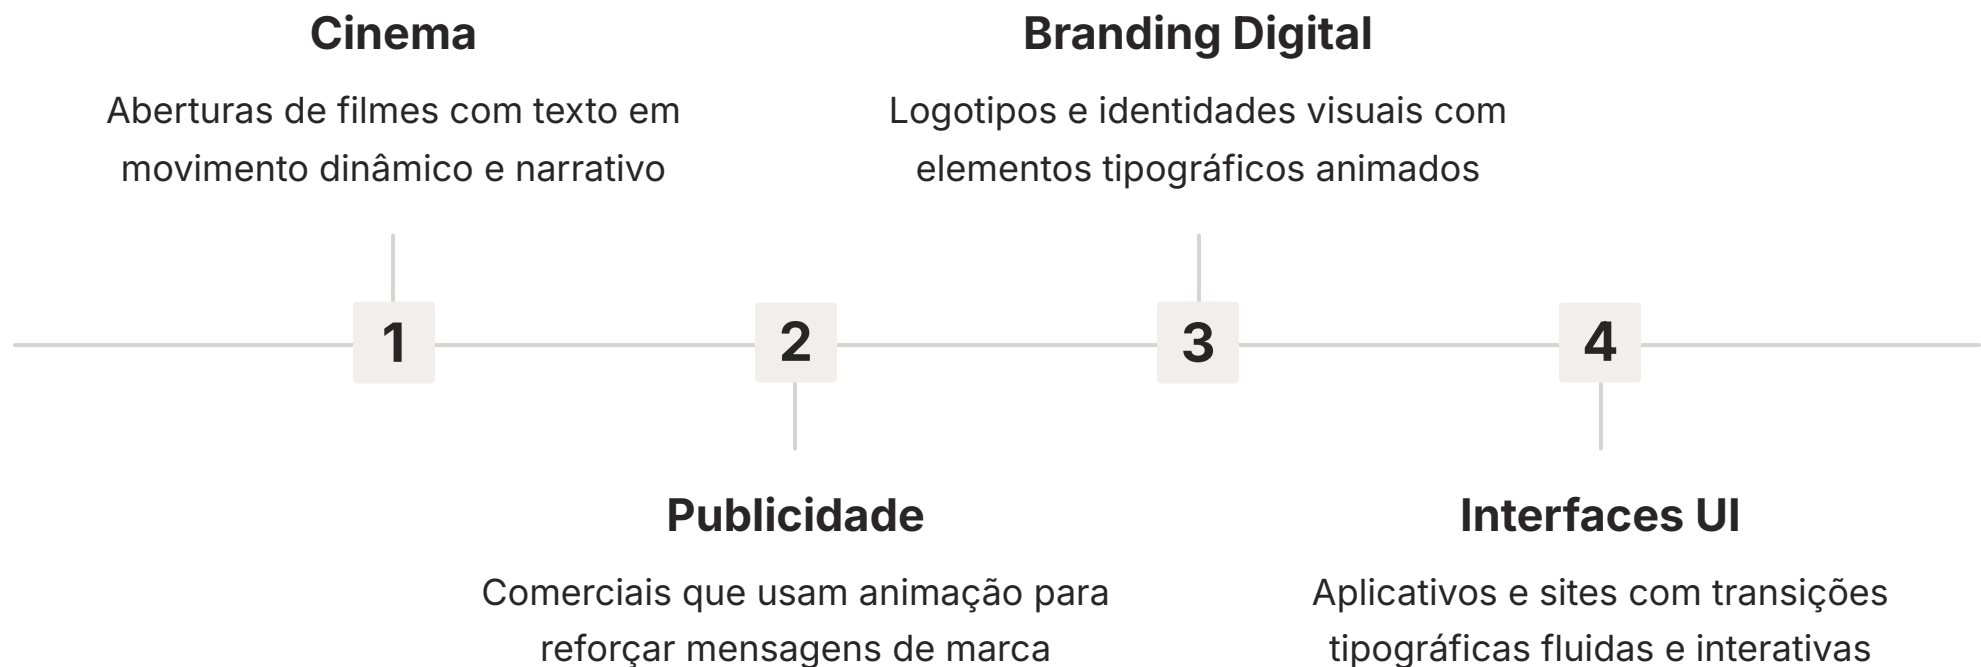 Cinema
Aberturas de filmes com texto em
movimento dinâmico e narrativo
Branding Digital
Logotipos e identidades visuais com
elementos tipográficos animados
1
2
3
4
Publicidade
Comerciais que usam animação para
reforçar mensagens de marca
Interfaces UI
Aplicativos e sites com transições
tipográficas fluidas e interativas